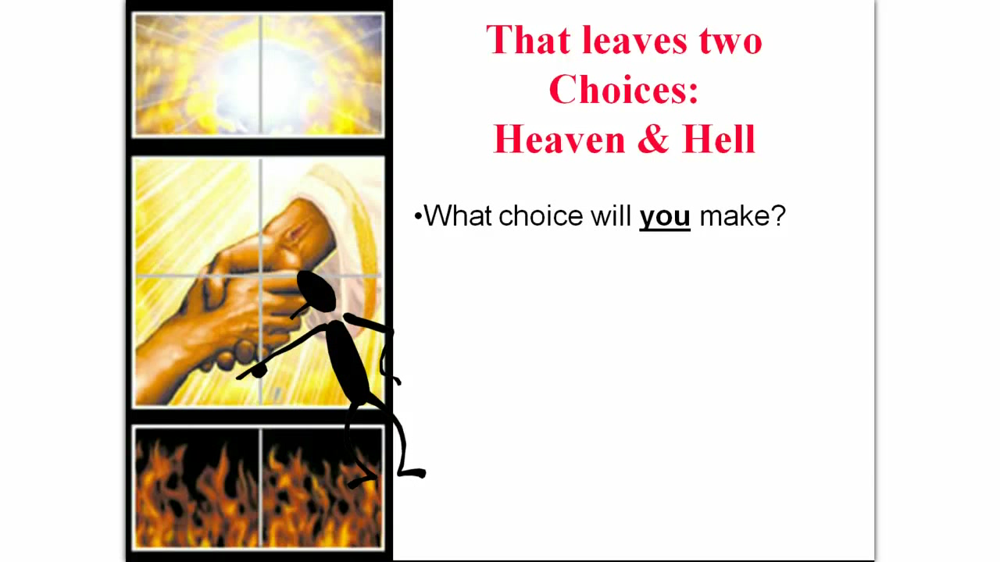 That leaves two
Choices:
Heaven & Hell
•What choice will you make?